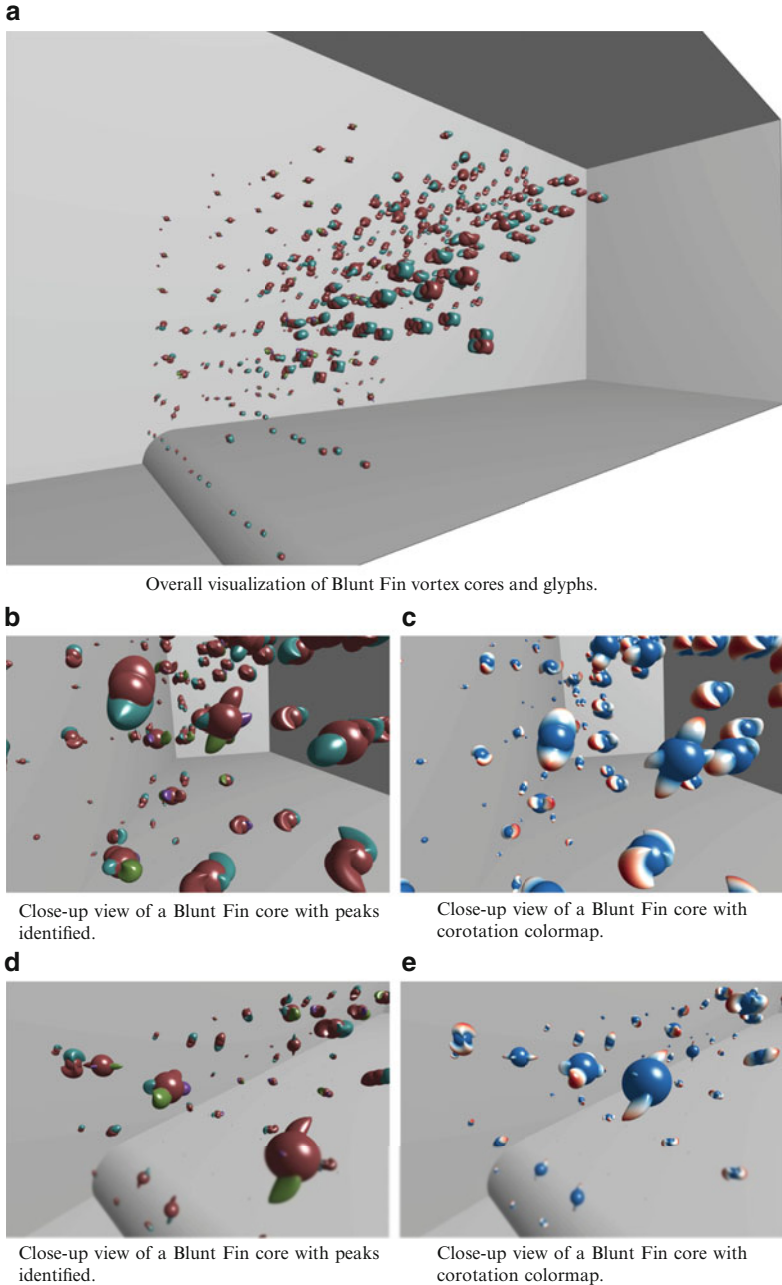 a
Overall visualization of Blunt Fin vortex cores and glyphs.
b
c
Close-up view of a Blunt Fin core with peaks
identified.
Close-up view of a Blunt Fin core with
corotation colormap.
d
e
Close-up view of a Blunt Fin core with peaks
identified.
Close-up view of a Blunt Fin core with
corotation colormap.